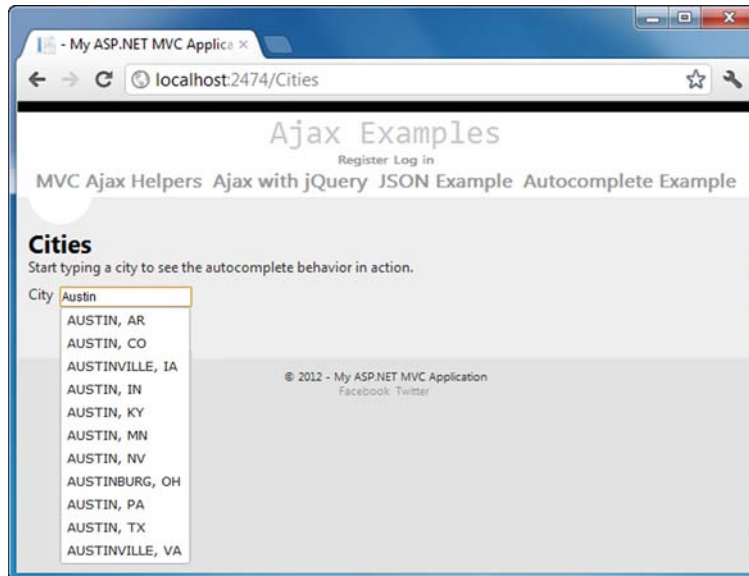 - My ASP.NET MVC Applica
localhost:2474/Cities
Ajax Examples
Register Log in
MVC Ajax Helpers Ajax with jQuery JSON Example Autocomplete Example
Cities
Start typing a city to see the autocomplete behavior in action.
City Austin
AUSTIN, AR
AUSTIN, CO
AUSTINVILLE, IA
AUSTIN, IN
AUSTIN, KY
AUSTIN, MN
AUSTIN, NV
AUSTINBURG, OH
AUSTIN, PA
AUSTIN, TX
AUSTINVILLE, VA
© 2012 - My ASP.NET MVC Application
Facebook Twitter